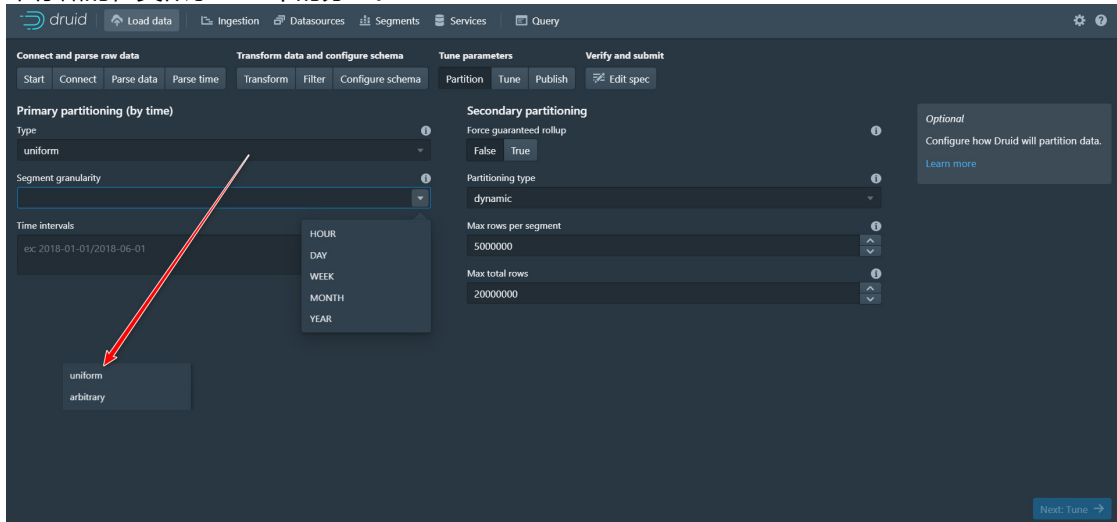 druid
Load data
Ingestion
Datasources
Segments
Services
Query
Connect and parse raw data
Transform data and configure schema
Tune parameters
Verify and submit
Start
Connect
Parse data
Parse time
Transform
Filter
Configure schema
Partition
Tune
Publish
Edit spec
Primary partitioning (by time)
Type
uniform
Segment granularity
HOUR
DAY
WEEK
MONTH
YEAR
Time intervals
ex: 2018-01-01/2018-06-01
uniform
arbitrary
Secondary partitioning
Force guaranteed rollup
False
True
Partitioning type
dynamic
Max rows per segment
5000000
Max total rows
20000000
Optional
Configure how Druid will partition data.
Learn more
Next: Tune